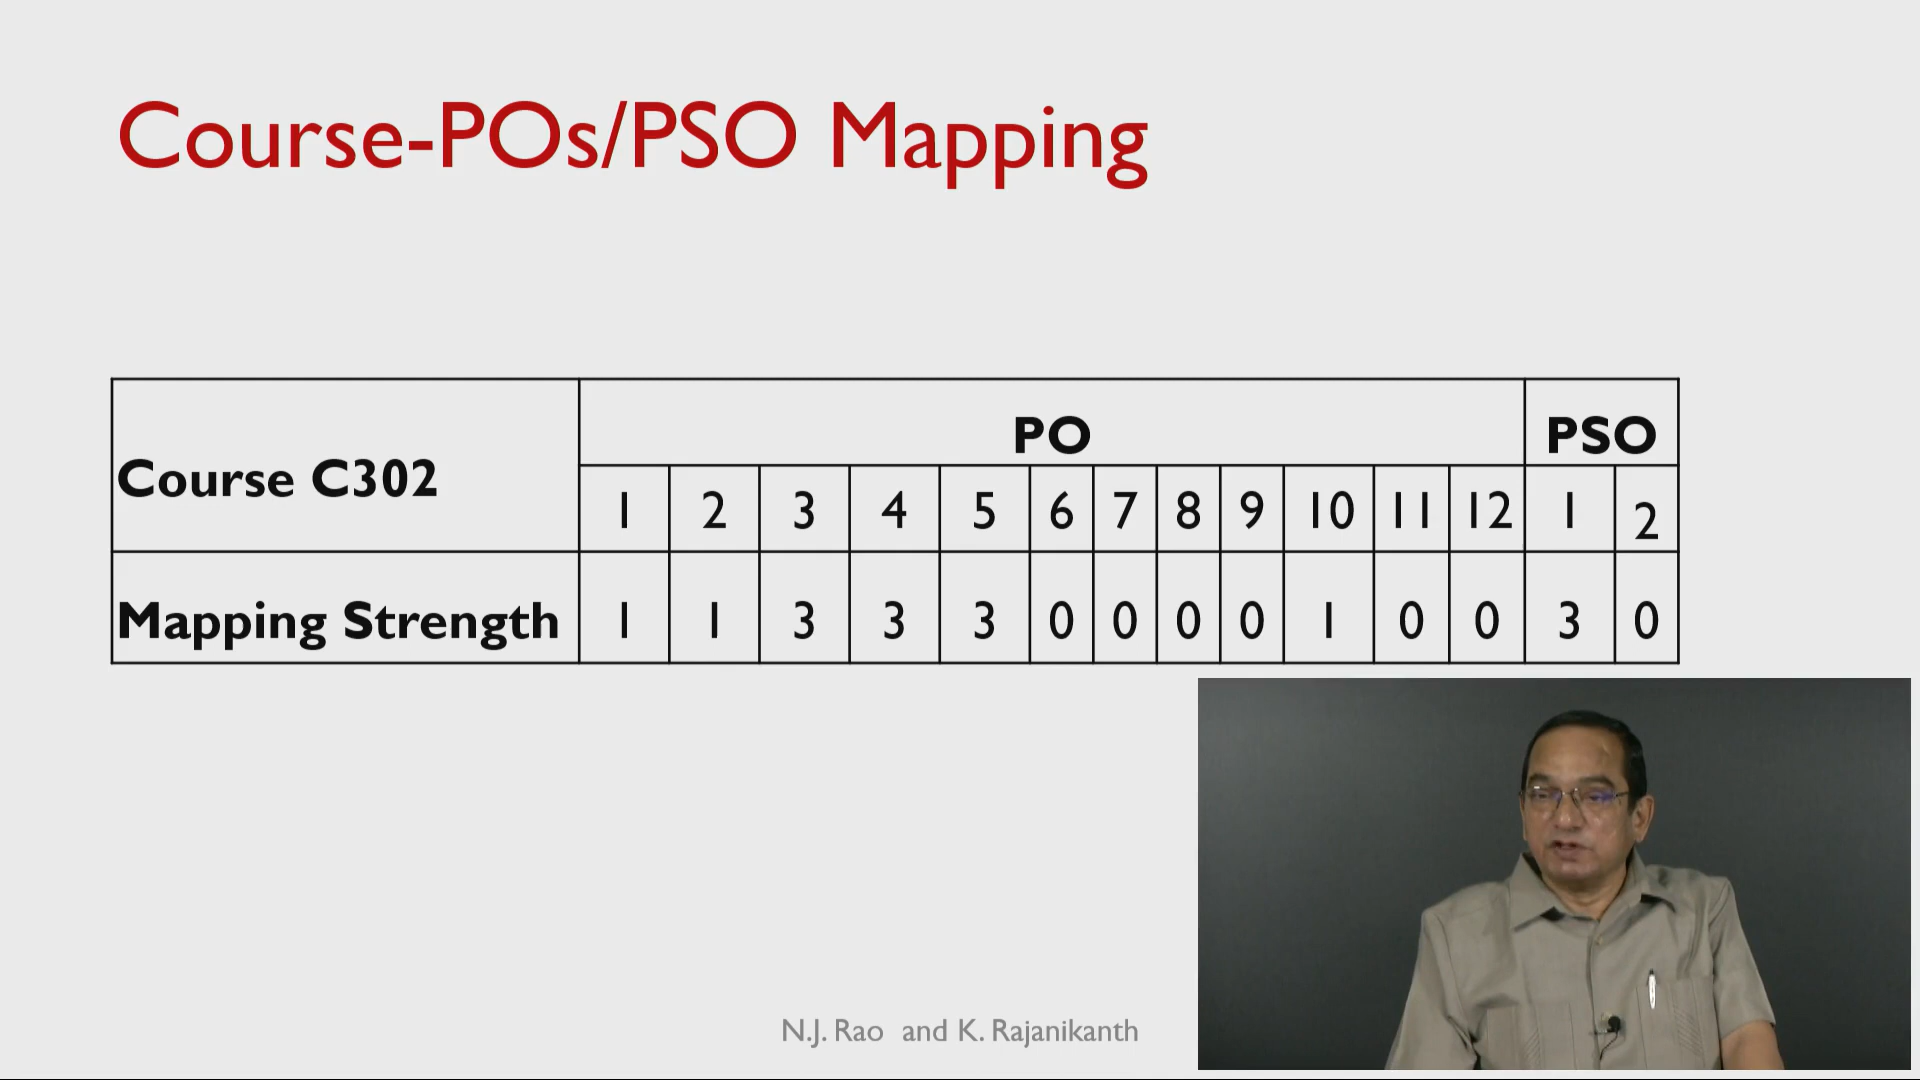 Course-POs/PSO Mapping
Course C302 PO PSO
1 2 3 4 5 6 7 8 9 10 11 12 1 2
Mapping Strength 1 1 3 3 3 0 0 0 0 1 0 0 3 0
N.J. Rao and K. Rajanikanth